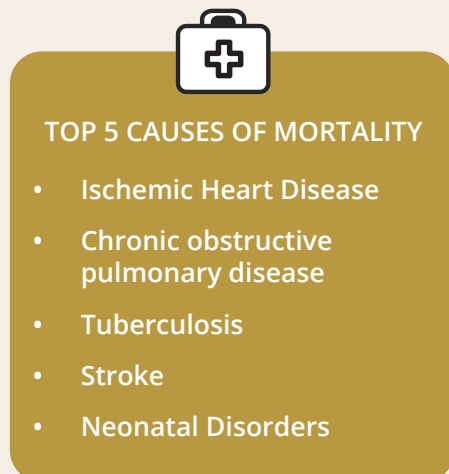 TOP 5 CAUSES OF MORTALITY
• Ischemic Heart Disease
• Chronic obstructive
pulmonary disease
• Tuberculosis
• Stroke
• Neonatal Disorders